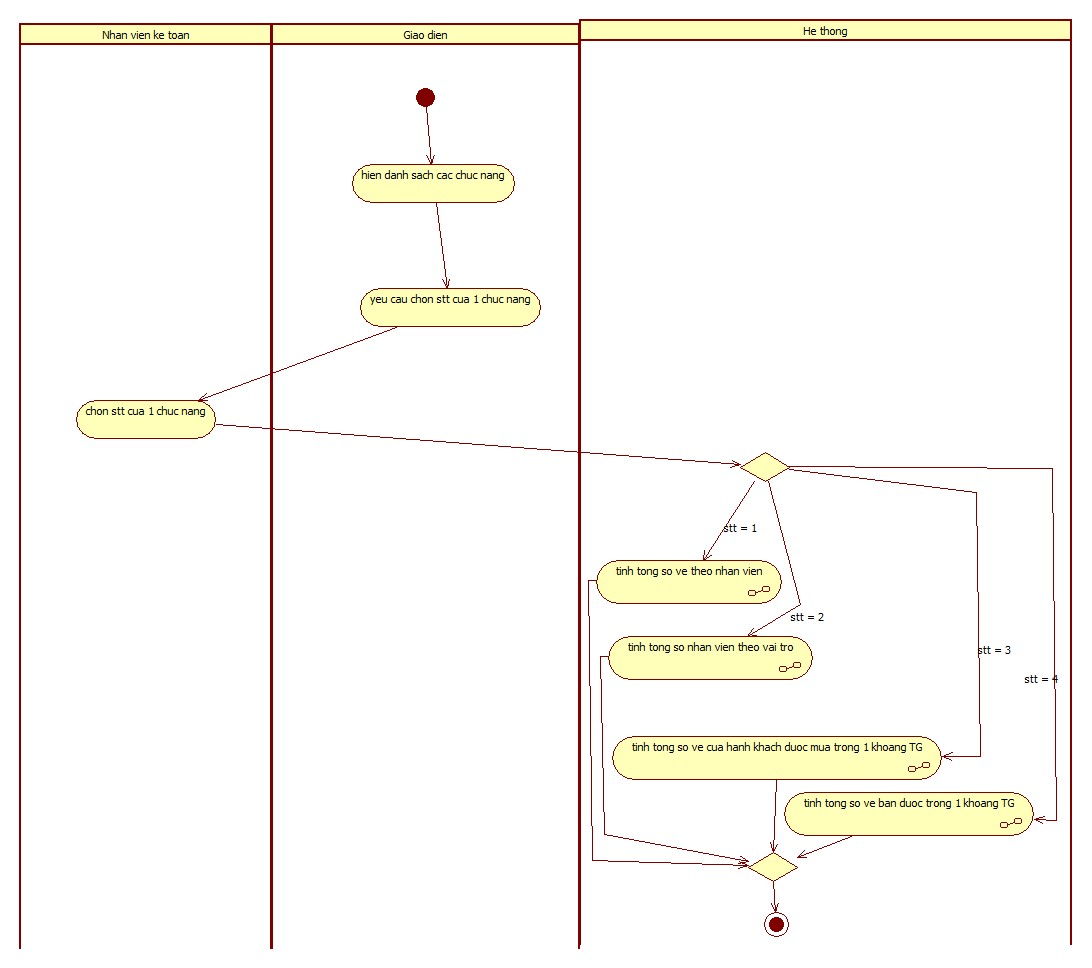 Nhan vien ke toan
Giao dien
He thong
hien danh sach cac chuc nang
yeu cau chon stt cua 1 chuc nang
chon stt cua 1 chuc nang
stt = 1
tinh tong so ve theo nhan vien
stt = 2
tinh tong so nhan vien theo vai tro
stt = 3
stt = 4
tinh tong so ve cua hanh khach duoc mua trong 1 khoang TG
tinh tong so ve ban duoc trong 1 khoang TG